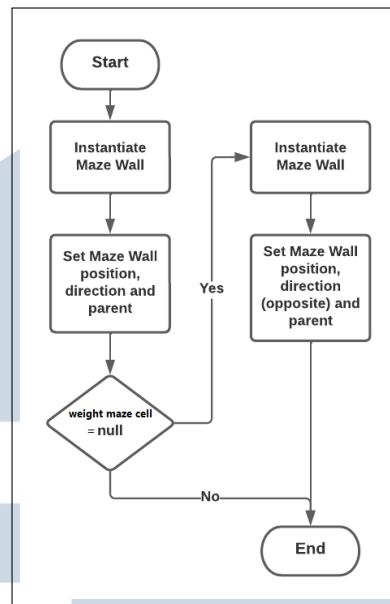 Start
Instantiate
Maze Wall
Set Maze Wall
position,
direction and
parent
weight maze cell
= null
Yes
No
Instantiate
Maze Wall
Set Maze Wall
position,
direction
(opposite) and
parent
End